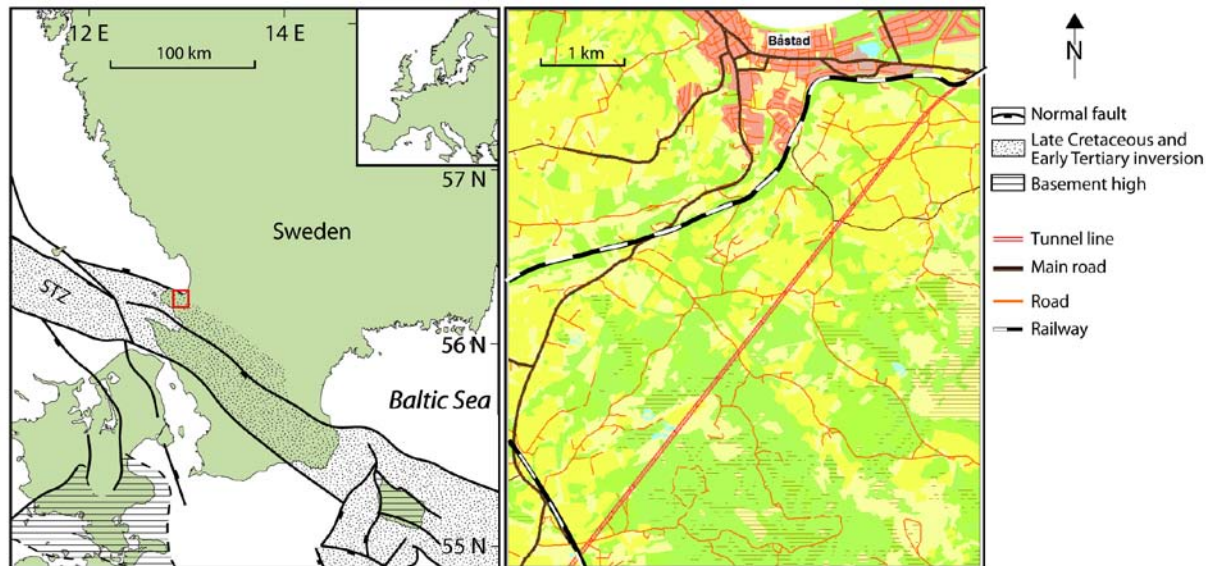 12 E
14 E
100 km
57 N
Sweden
STZ
56 N
Baltic Sea
55 N
Båstad
1 km
N
Normal fault
Late Cretaceous and
Early Tertiary inversion
Basement high
Tunnel line
Main road
Road
Railway